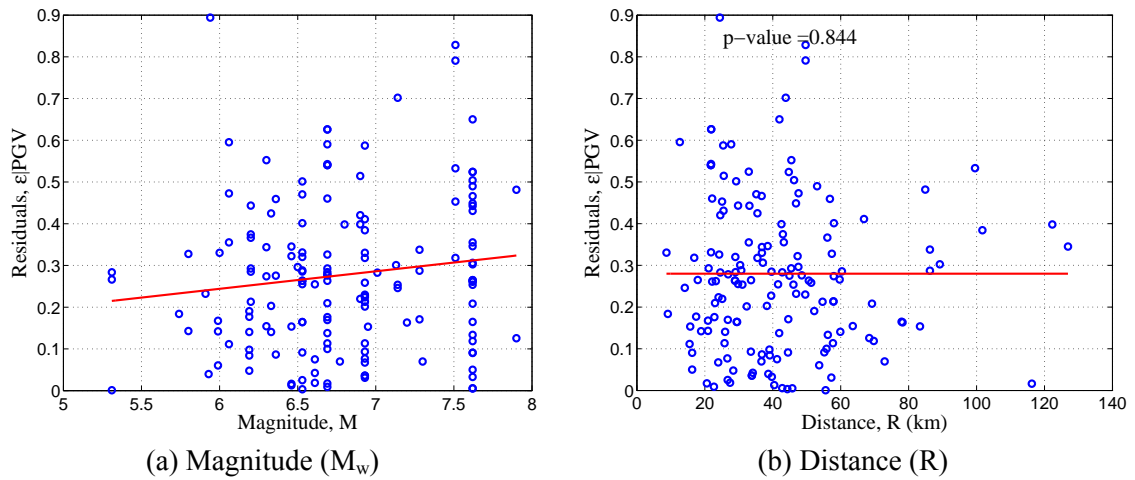 0.9
0.8
0.7
0.6
0.5
0.4
0.3
0.2
0.1
0
Residuals, ε|PGV
5 5.5 6 6.5 7 7.5 8
Magnitude, M
(a) Magnitude (Mw)
p−value =0.844
0.9
0.8
0.7
0.6
0.5
0.4
0.3
0.2
0.1
0
Residuals, ε|PGV
0 20 40 60 80 100 120 140
Distance, R (km)
(b) Distance (R)